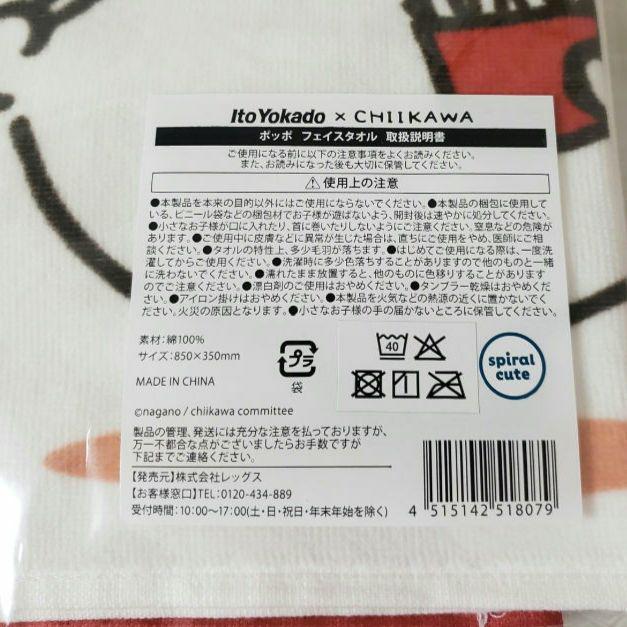 ItoYokado × CHIIKAWA
ポッポ フェイスタオル 取扱説明書
ご使用になる前に以下の注意事項をよくお読みください。
また、お読みになった後も大切に保管してください。
⚠使用上の注意
●本製品を本来の目的以外にはご使用にならないでください。●本製品の梱包に使用して
いる、ビニール袋などの梱包材でお子様が遊ばないよう、開封後は速やかに処分してください。
●小さなお子様が口に入れたり、首に巻いたりしないようにご注意ください。窒息などの危険が
あります。●ご使用中に皮膚などに異常が生じた場合は、直ちにご使用をやめ、医師にご相
談ください。●タオルの特性上、多少毛羽が落ちます。●はじめてご使用になる際は、一度洗
濯してからご使用ください。●洗濯時に多少色落ちすることがありますので他のものと一緒
に洗わないでください。●濡れたまま放置すると、他のものに色移りすることがあります
のでご注意ください。●漂白剤のご使用はおやめください。●タンブラー乾燥はおやめくださ
い。●アイロン掛けはおやめください。●本製品を火気などの熱源の近くに置かないでくださ
い。火災の原因となります。●小さなお子様の手の届かないところに保管してください。
素材：綿100%
サイズ：850×350mm
MADE IN CHINA
プラ
袋
40
spiral
cute
©nagano / chiikawa committee
製品の管理、発送には充分な注意を払っておりますが、
万一不都合な点がございましたらお手数ですが
下記までご連絡ください。
【発売元】株式会社レッグス
【お客様窓口】TEL：0120-434-889
受付時間：10：00～17：00(土・日・祝日・年末年始を除く)
4 515142 518079